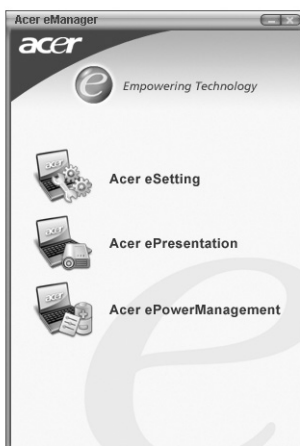 Acer eManager
acer
e Empowering Technology
Acer eSetting
Acer ePresentation
Acer ePowerManagement